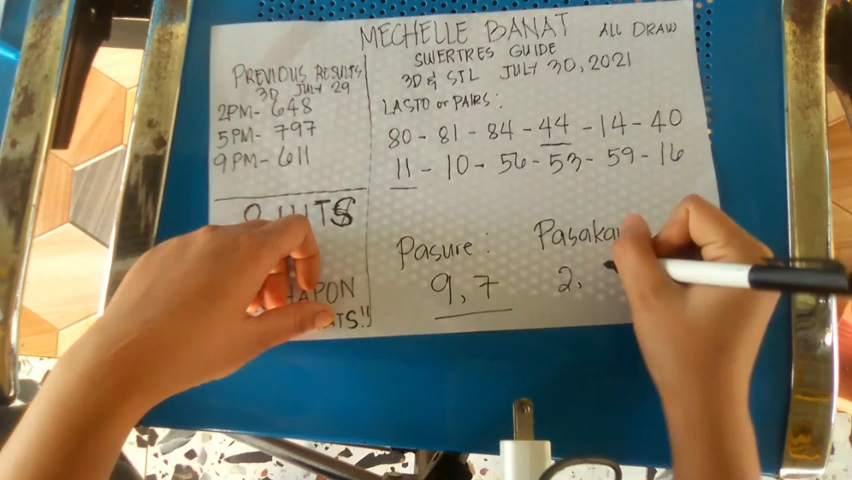 MECHELLE BANAT ALL DRAW
SWERTRES GUIDE
3D & STL JULY 30, 2021
PREVIOUS RESULTS
3D JULY 29
2PM- 648
5PM- 797
9PM- 611
LASTO or PAIRS:
80 - 81 - 84 - 44 - 14 - 40
11 - 10 - 56 - 53 - 59 - 16
Pasure:
9, 7
2,